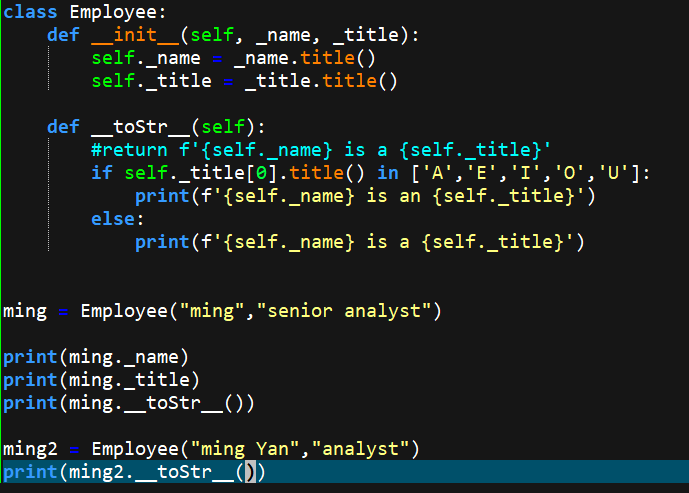 class Employee:
    def __init__(self, _name, _title):
        self._name = _name.title()
        self._title = _title.title()

    def __toStr__(self):
        #return f'{self._name} is a {self._title}'
        if self._title[0].title() in ['A','E','I','O','U']:
            print(f'{self._name} is an {self._title}')
        else:
            print(f'{self._name} is a {self._title}')


ming = Employee("ming","senior analyst")

print(ming._name)
print(ming._title)
print(ming.__toStr__())

ming2 = Employee("ming Yan","analyst")
print(ming2.__toStr__())